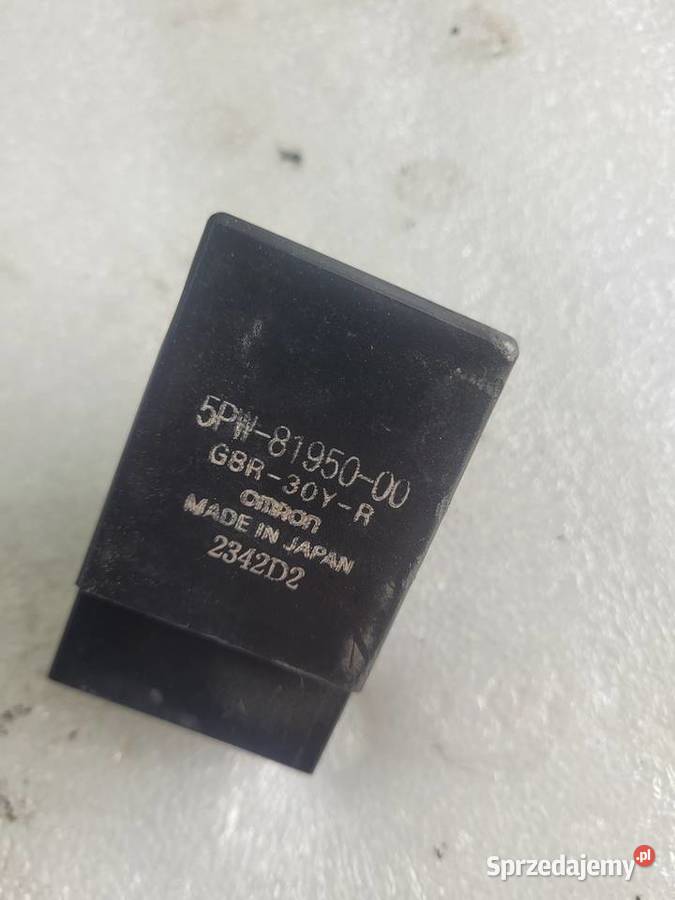 5PW-81950-00
G8R-30Y-R
omron
MADE IN JAPAN
2342D2
Sprzedajemy.pl